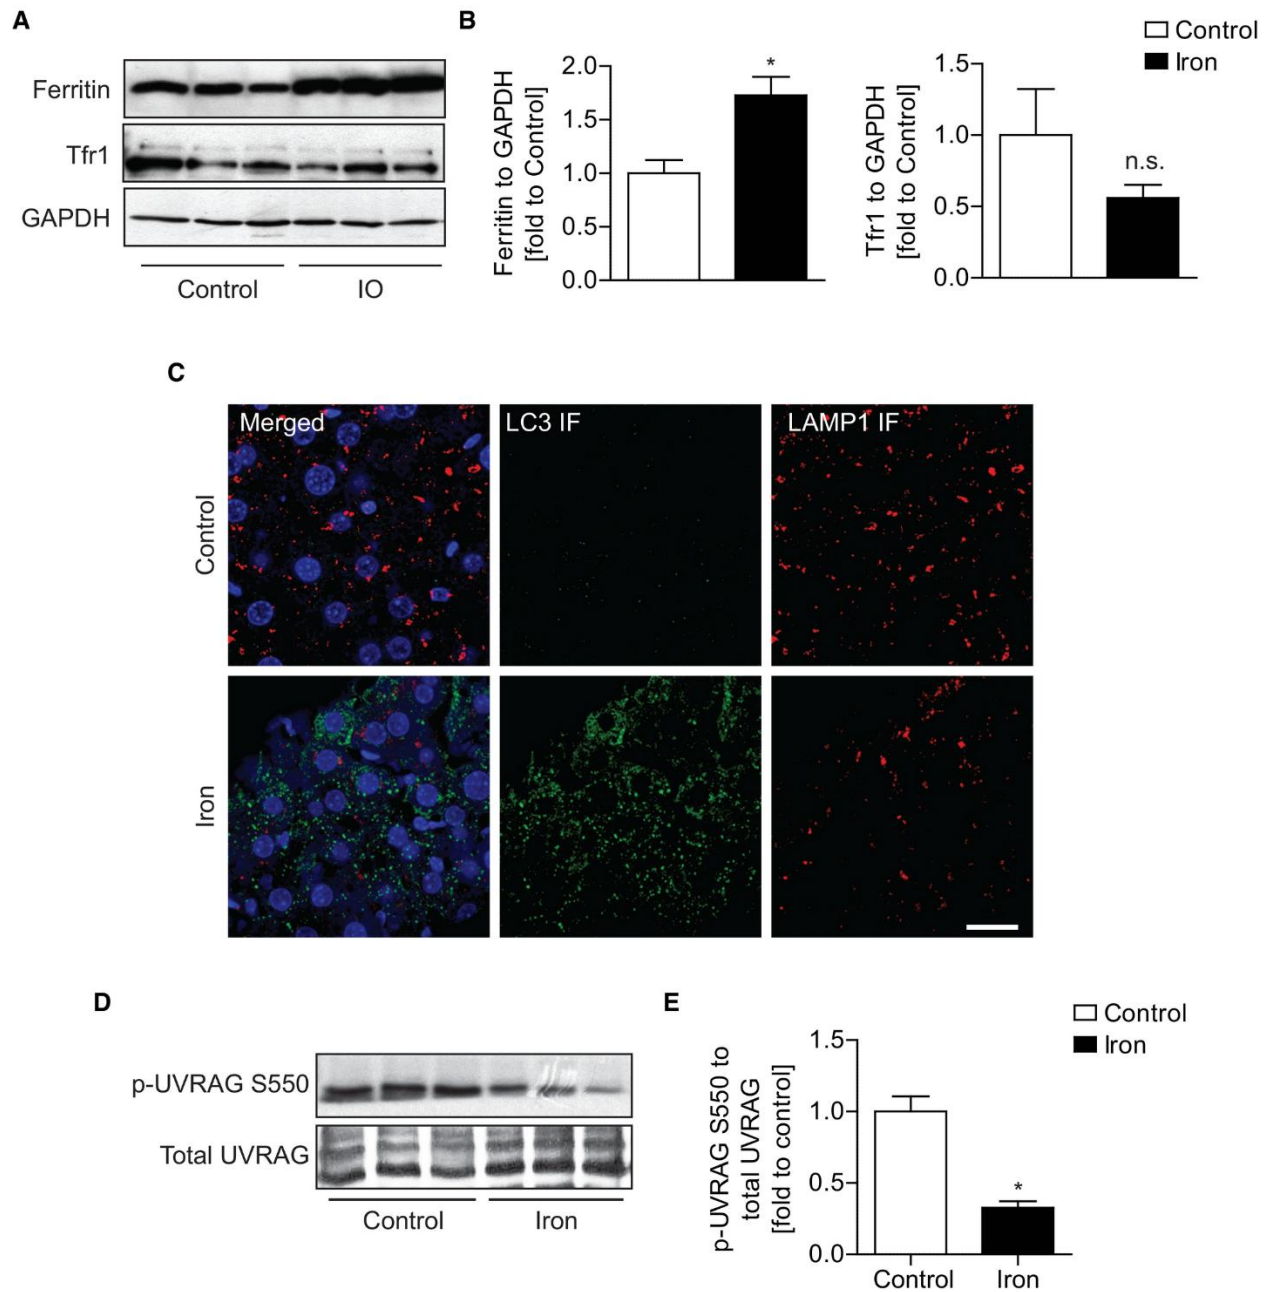 A
Ferritin
Tfr1
GAPDH
Control
IO
B
Ferritin to GAPDH
[fold to Control]
2.0
1.5
1.0
0.5
0.0
*
Tfr1 to GAPDH
[fold to Control]
1.5
1.0
0.5
0.0
n.s.
Control
Iron
C
Merged
LC3 IF
LAMP1 IF
Control
Iron
D
p-UVRAG S550
Total UVRAG
Control
Iron
E
p-UVRAG S550 to
total UVRAG
[fold to control]
1.5
1.0
0.5
0.0
*
Control
Iron
Control
Iron